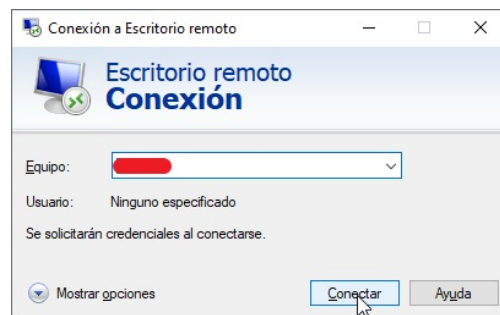 Conexión a Escritorio remoto
Escritorio remoto
Conexión
Equipo:
Usuario: Ninguno especificado
Se solicitarán credenciales al conectarse.
Mostrar opciones Conectar Ayuda